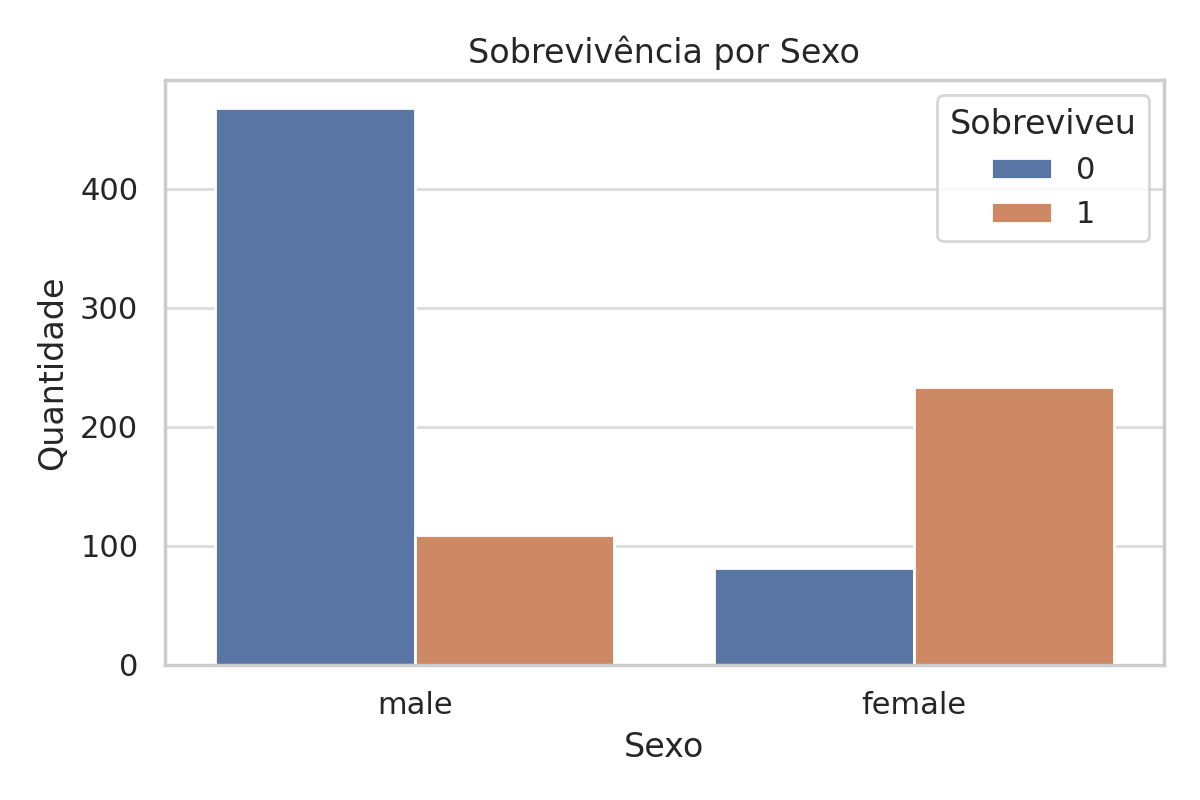 Sobrevivência por Sexo
Sobreviveu
0
1
Quantidade
400
300
200
100
0
male
female
Sexo